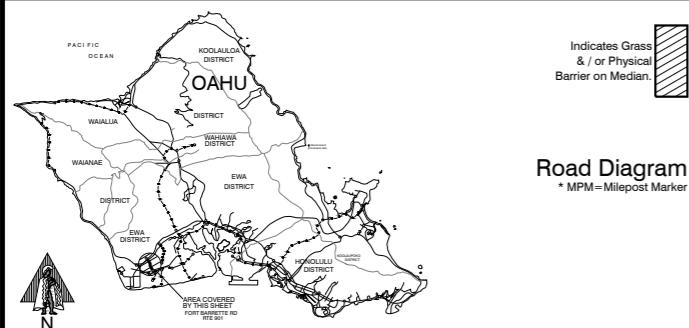 PACIFIC
OCEAN
KOOLAULOA
DISTRICT
OAHU
DISTRICT
WAIALUA
WAHIAWA
DISTRICT
WAIANAE
EWA
DISTRICT
DISTRICT
EWA
DISTRICT
HONOLULU
DISTRICT
KOOLAUPOKO
DISTRICT
AREA COVERED
BY THIS SHEET
FORT BARRETTE RD
RTE 901
N
Indicates Grass
& / or Physical
Barrier on Median.
Road Diagram
* MPM=Milepost Marker